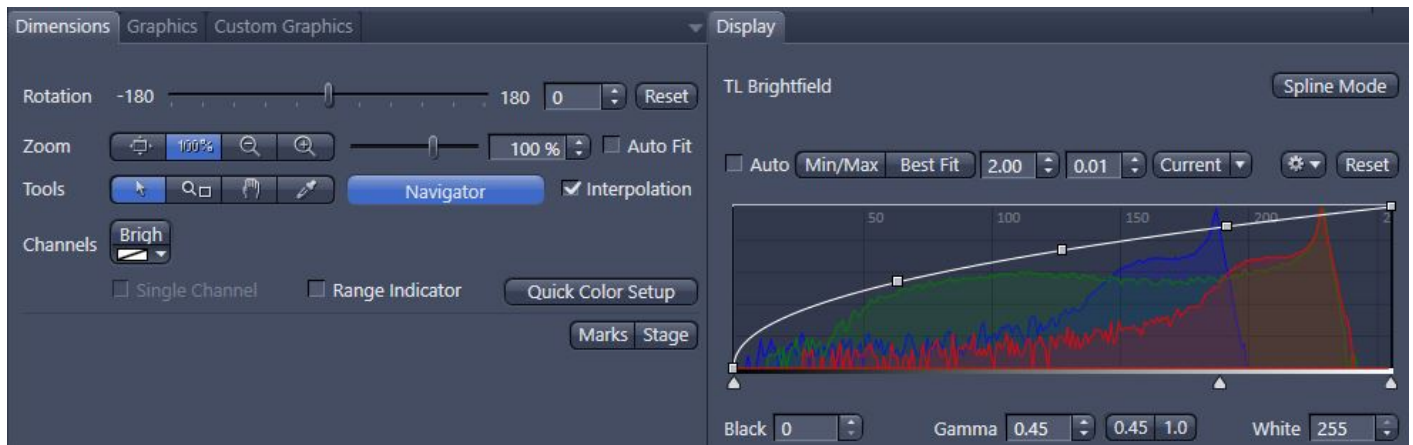 Dimensions Graphics Custom Graphics
Rotation -180 180 0 Reset
Zoom 100% 100 % Auto Fit
Tools Navigator Interpolation
Channels Brigh
Single Channel Range Indicator Quick Color Setup
Marks Stage
Display
TL Brightfield Spline Mode
Auto Min/Max Best Fit 2.00 0.01 Current Reset
50 100 150 200 2
Black 0 Gamma 0.45 0.45 1.0 White 255